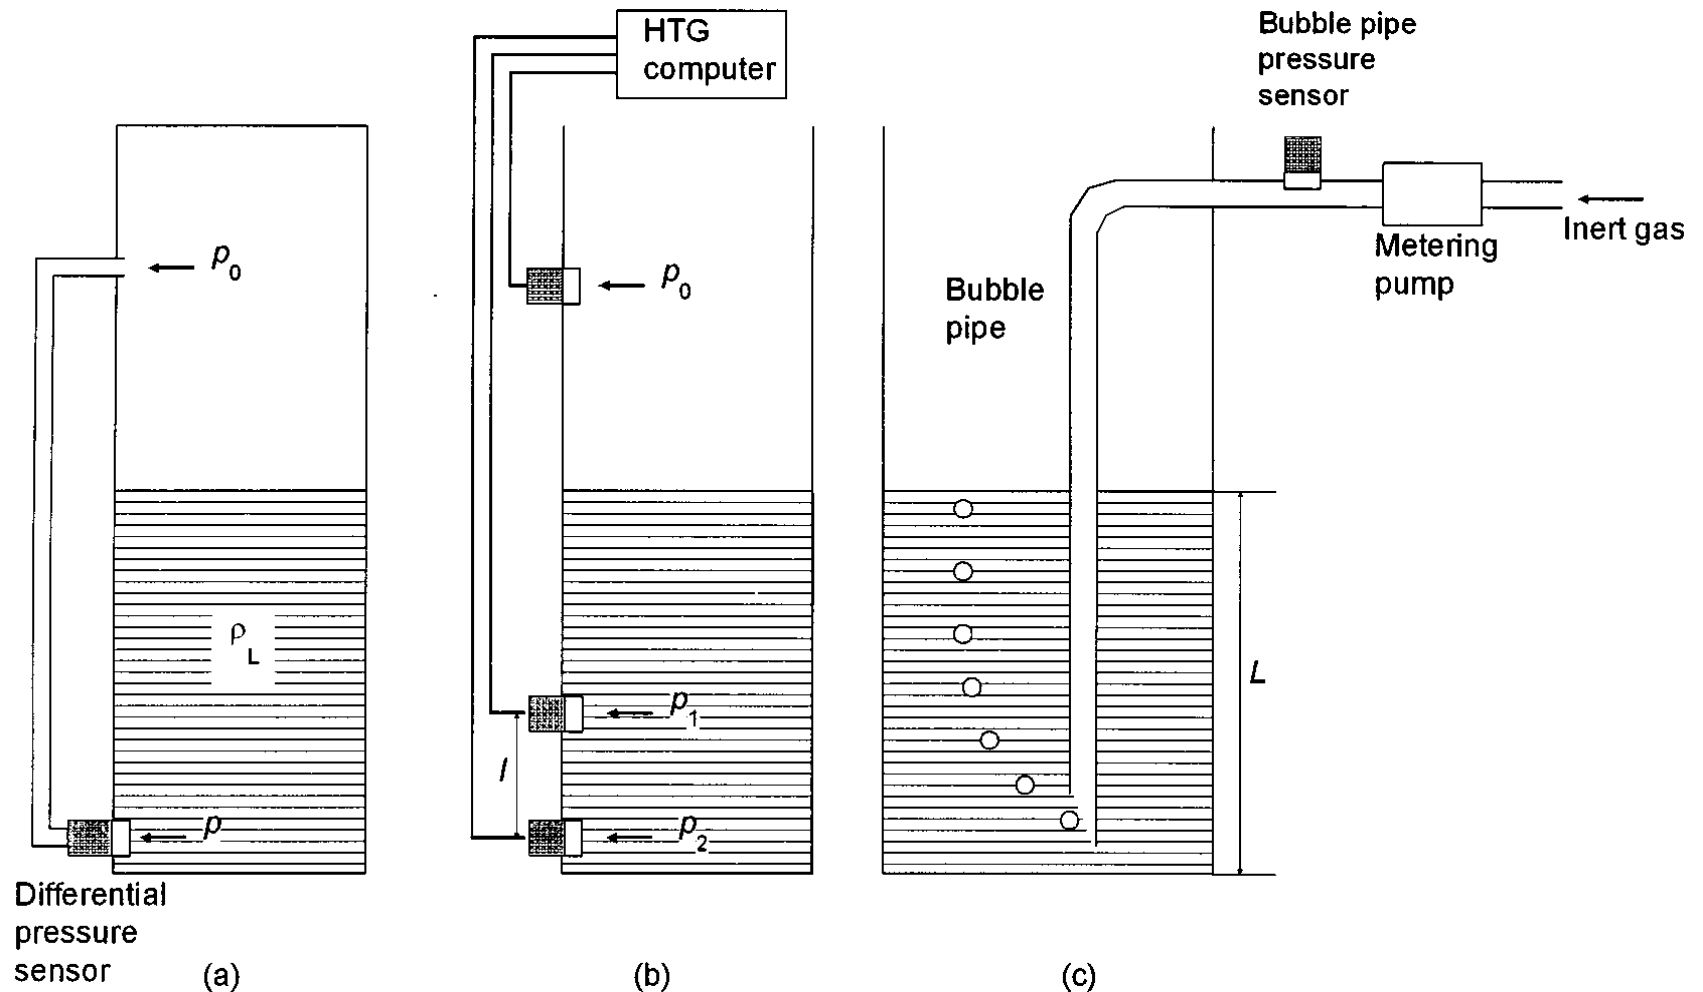 HTG
computer
Bubble pipe
pressure
sensor
Inert gas
Metering
pump
p0
p0
Bubble
pipe
ρL
L
p1
l
p
p2
Differential
pressure
sensor
(a)
(b)
(c)